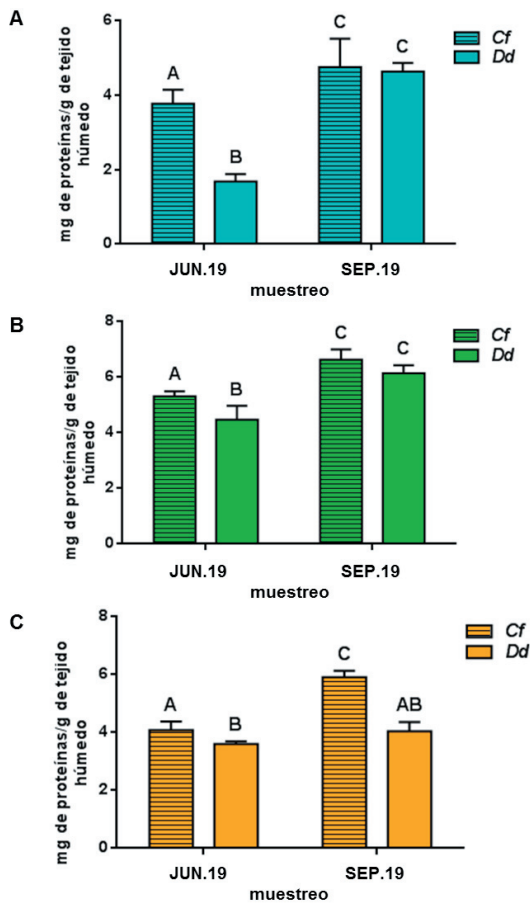 A
mg de proteínas/g de tejido
húmedo
6
4
2
0
A
B
C
C
Cf
Dd
JUN.19
SEP.19
muestreo
B
mg de proteínas/g de tejido
húmedo
8
6
4
2
0
A
B
C
C
Cf
Dd
JUN.19
SEP.19
muestreo
C
mg de proteínas/g de tejido
húmedo
8
6
4
2
0
A
B
C
AB
Cf
Dd
JUN.19
SEP.19
muestreo